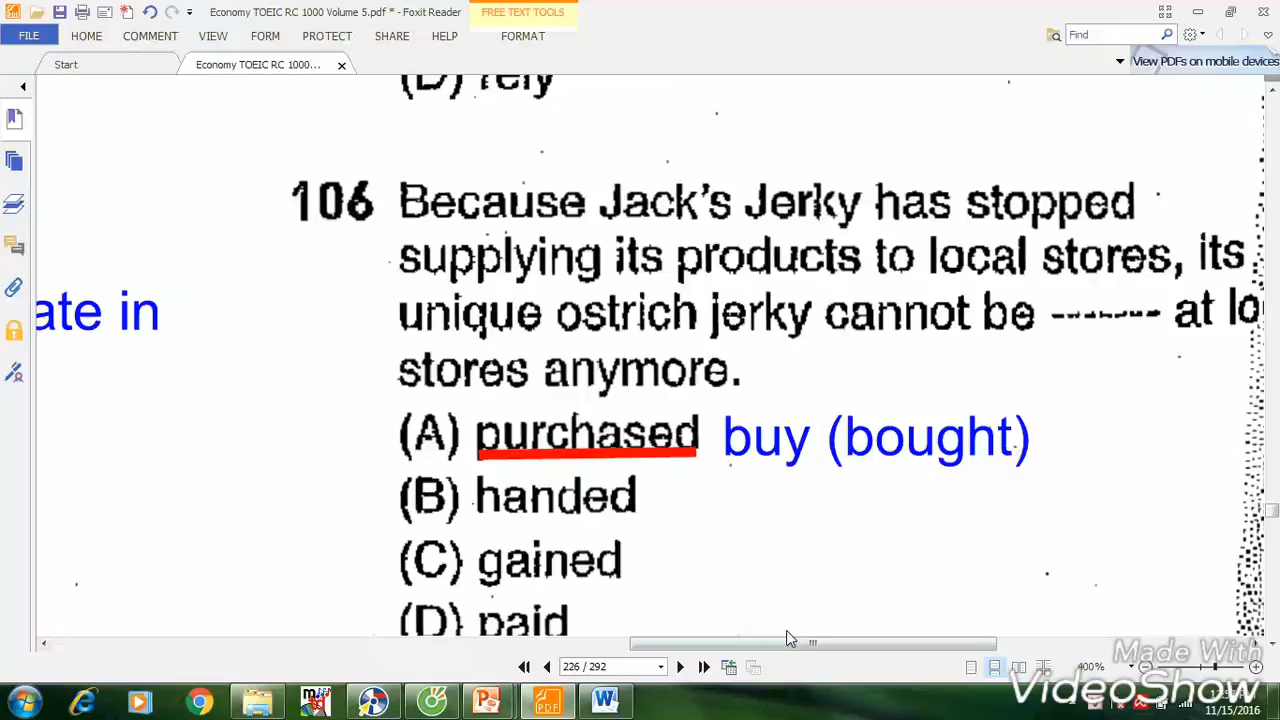 Economy TOEIC RC 1000 Volume 5.pdf * - Foxit Reader
FREE TEXT TOOLS
FILE HOME COMMENT VIEW FORM PROTECT SHARE HELP FORMAT
Find
Start
Economy TOEIC RC 1000...
View PDFs on mobile devices
(D) rely
106 Because Jack's Jerky has stopped
supplying its products to local stores, its
ate in
unique ostrich jerky cannot be ------- at lo
stores anymore.
(A) purchased buy (bought)
(B) handed
(C) gained
(D) paid
226 / 292
400%
Made With
VideoShow
11/15/2016